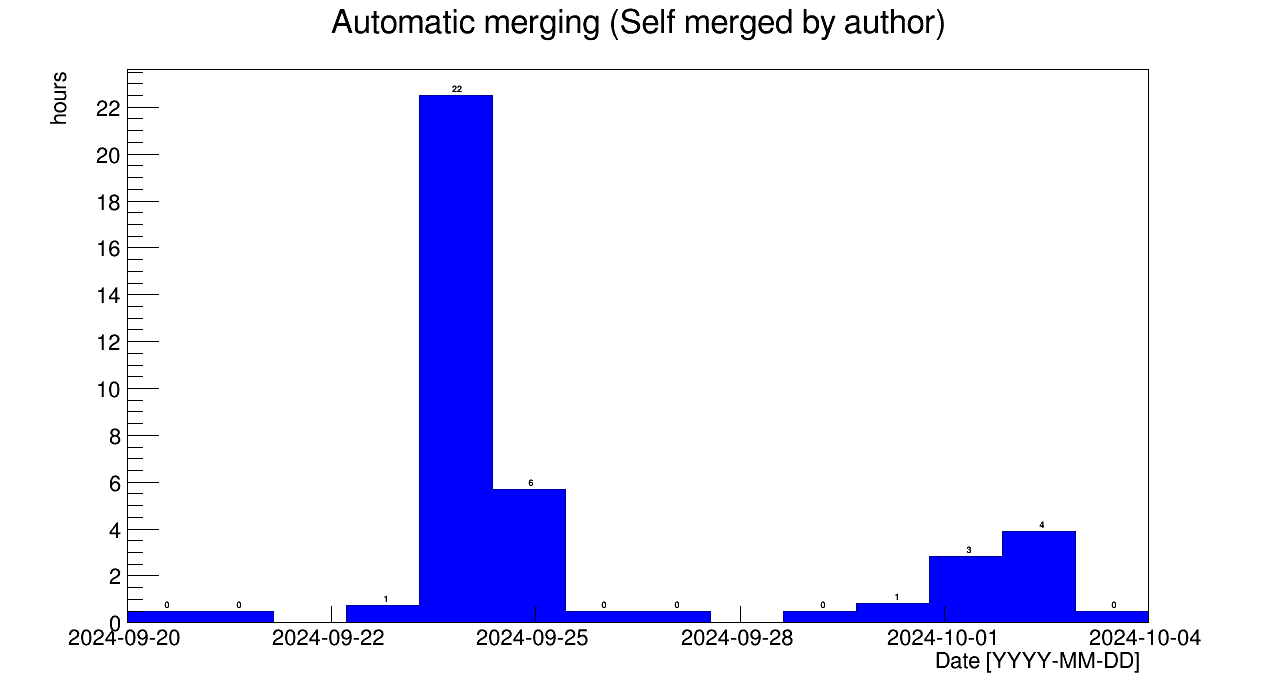 Automatic merging (Self merged by author)
hours
22
20
18
16
14
12
10
8
6
4
2
0
0 0 1 22 6 0 0 0 1 3 4 0
2024-09-20 2024-09-22 2024-09-25 2024-09-28 2024-10-01 2024-10-04
Date [YYYY-MM-DD]